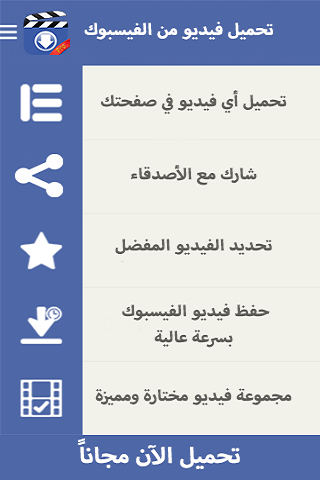 تحميل فيديو من الفيسبوك
تحميل أي فيديو في صفحتك
شارك مع الأصدقاء
تحديد الفيديو المفضل
حفظ فيديو الفيسبوك
بسرعة عالية
مجموعة فيديو مختارة ومميزة
تحميل الآن مجاناً